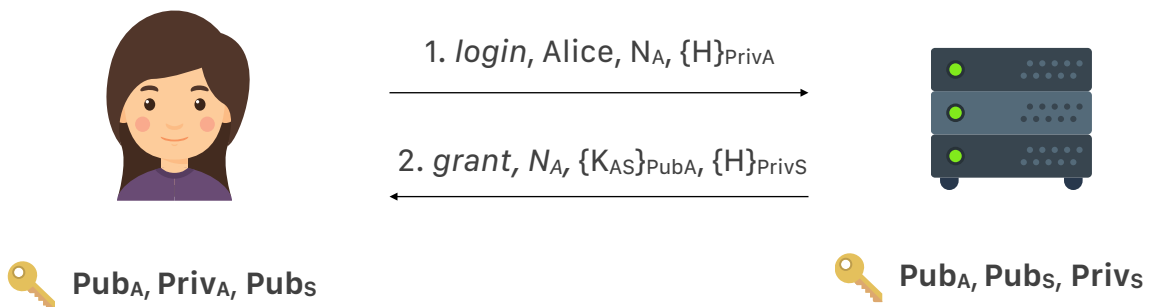 1. login, Alice, NA, {H}PrivA
2. grant, NA, {KAS}PubA, {H}PrivS
PubA, PrivA, PubS
PubA, PubS, PrivS